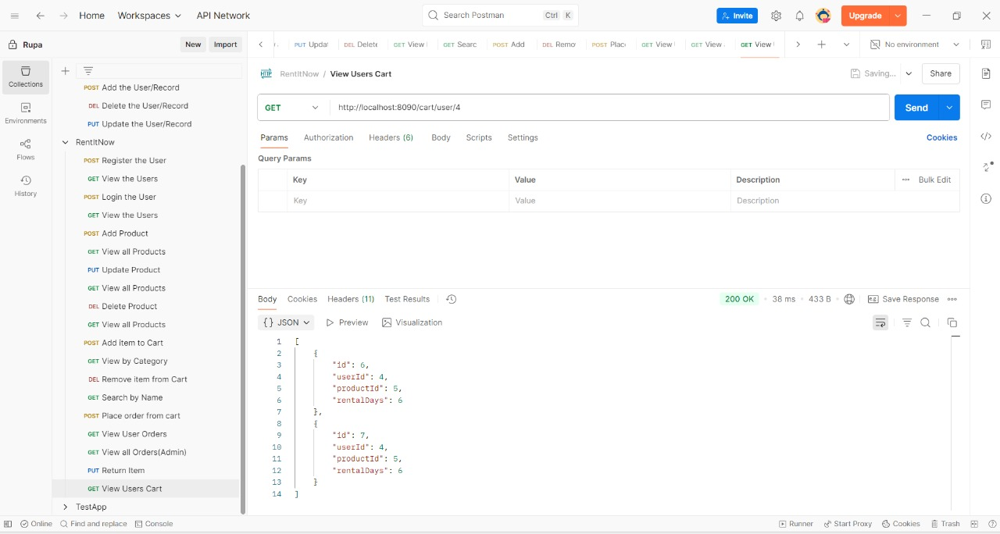 Home Workspaces API Network Search Postman Ctrl K Invite Upgrade
Rupa New Import PUT Updat DEL Delete GET View I GET Searc POST Add DEL Remo POST Place GET View GET View GET View No environment
Collections
Environments
Flows
History
POST Add the User/Record
DEL Delete the User/Record
PUT Update the User/Record
RentItNow
POST Register the User
GET View the Users
POST Login the User
GET View the Users
POST Add Product
GET View all Products
PUT Update Product
GET View all Products
DEL Delete Product
GET View all Products
POST Add item to Cart
GET View by Category
DEL Remove item from Cart
GET Search by Name
POST Place order from cart
GET View User Orders
GET View all Orders(Admin)
PUT Return Item
GET View Users Cart
TestApp
HTTP RentItNow / View Users Cart Saving... Share
GET http://localhost:8090/cart/user/4 Send
Params Authorization Headers (6) Body Scripts Settings Cookies
Query Params
Key Value Description ••• Bulk Edit
Key Value Description
Body Cookies Headers (11) Test Results 200 OK • 38 ms • 433 B • Save Response •••
{} JSON Preview Visualization
1 [
2 {
3 "id": 6,
4 "userId": 4,
5 "productId": 5,
6 "rentalDays": 6
7 },
8 {
9 "id": 7,
10 "userId": 4,
11 "productId": 5,
12 "rentalDays": 6
13 }
14 ]
Online Find and replace Console Runner Start Proxy Cookies Trash